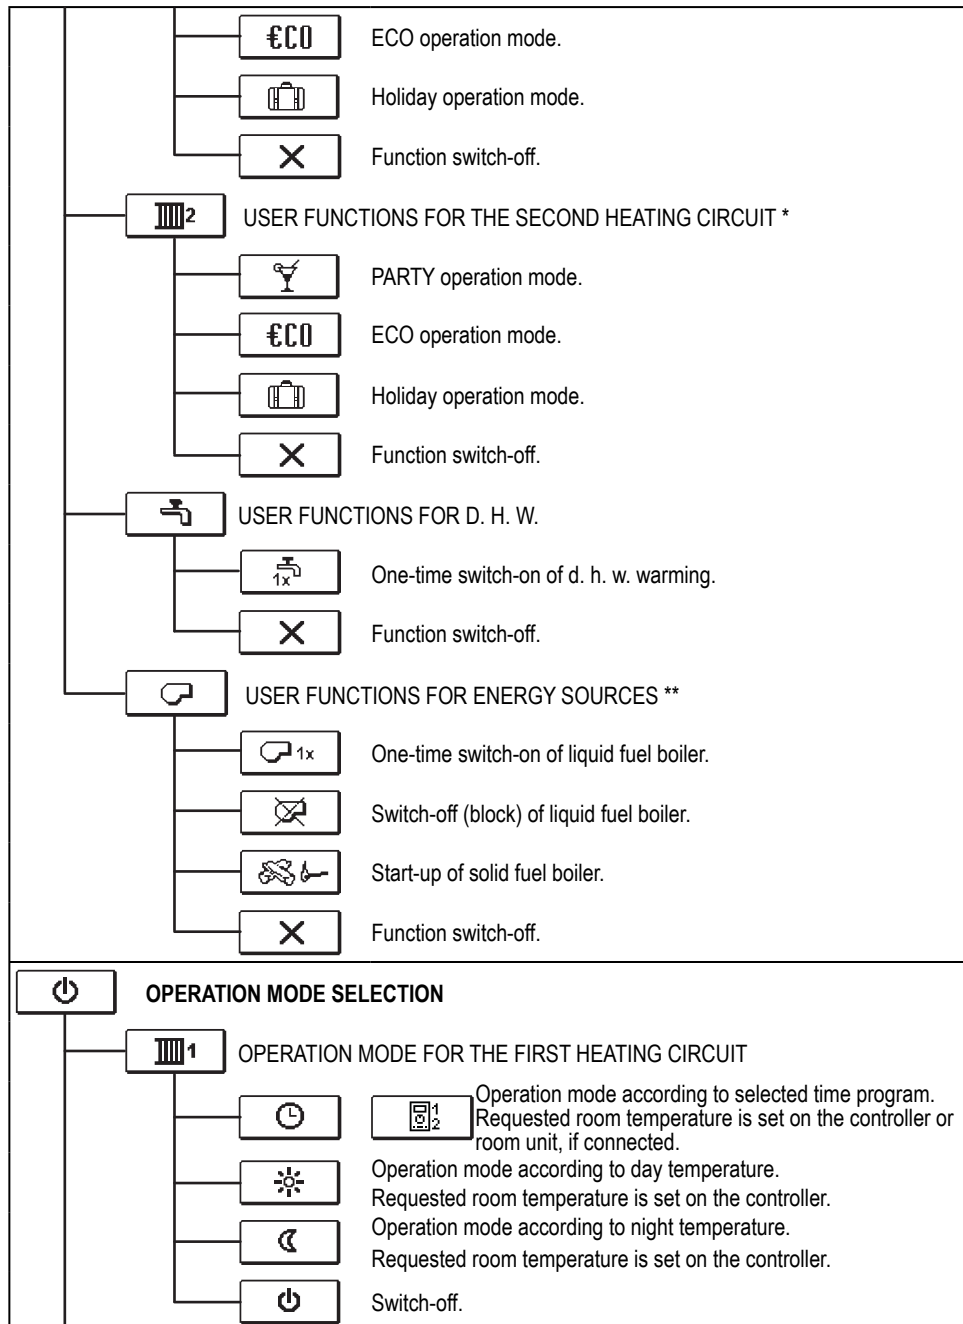 €CO ECO operation mode.
Holiday operation mode.
Function switch-off.
2 USER FUNCTIONS FOR THE SECOND HEATING CIRCUIT *
PARTY operation mode.
€CO ECO operation mode.
Holiday operation mode.
Function switch-off.
USER FUNCTIONS FOR D. H. W.
1x One-time switch-on of d. h. w. warming.
Function switch-off.
USER FUNCTIONS FOR ENERGY SOURCES **
1x One-time switch-on of liquid fuel boiler.
Switch-off (block) of liquid fuel boiler.
Start-up of solid fuel boiler.
Function switch-off.
OPERATION MODE SELECTION
1 OPERATION MODE FOR THE FIRST HEATING CIRCUIT
1
2
Operation mode according to selected time program.
Requested room temperature is set on the controller or
room unit, if connected.
Operation mode according to day temperature.
Requested room temperature is set on the controller.
Operation mode according to night temperature.
Requested room temperature is set on the controller.
Switch-off.